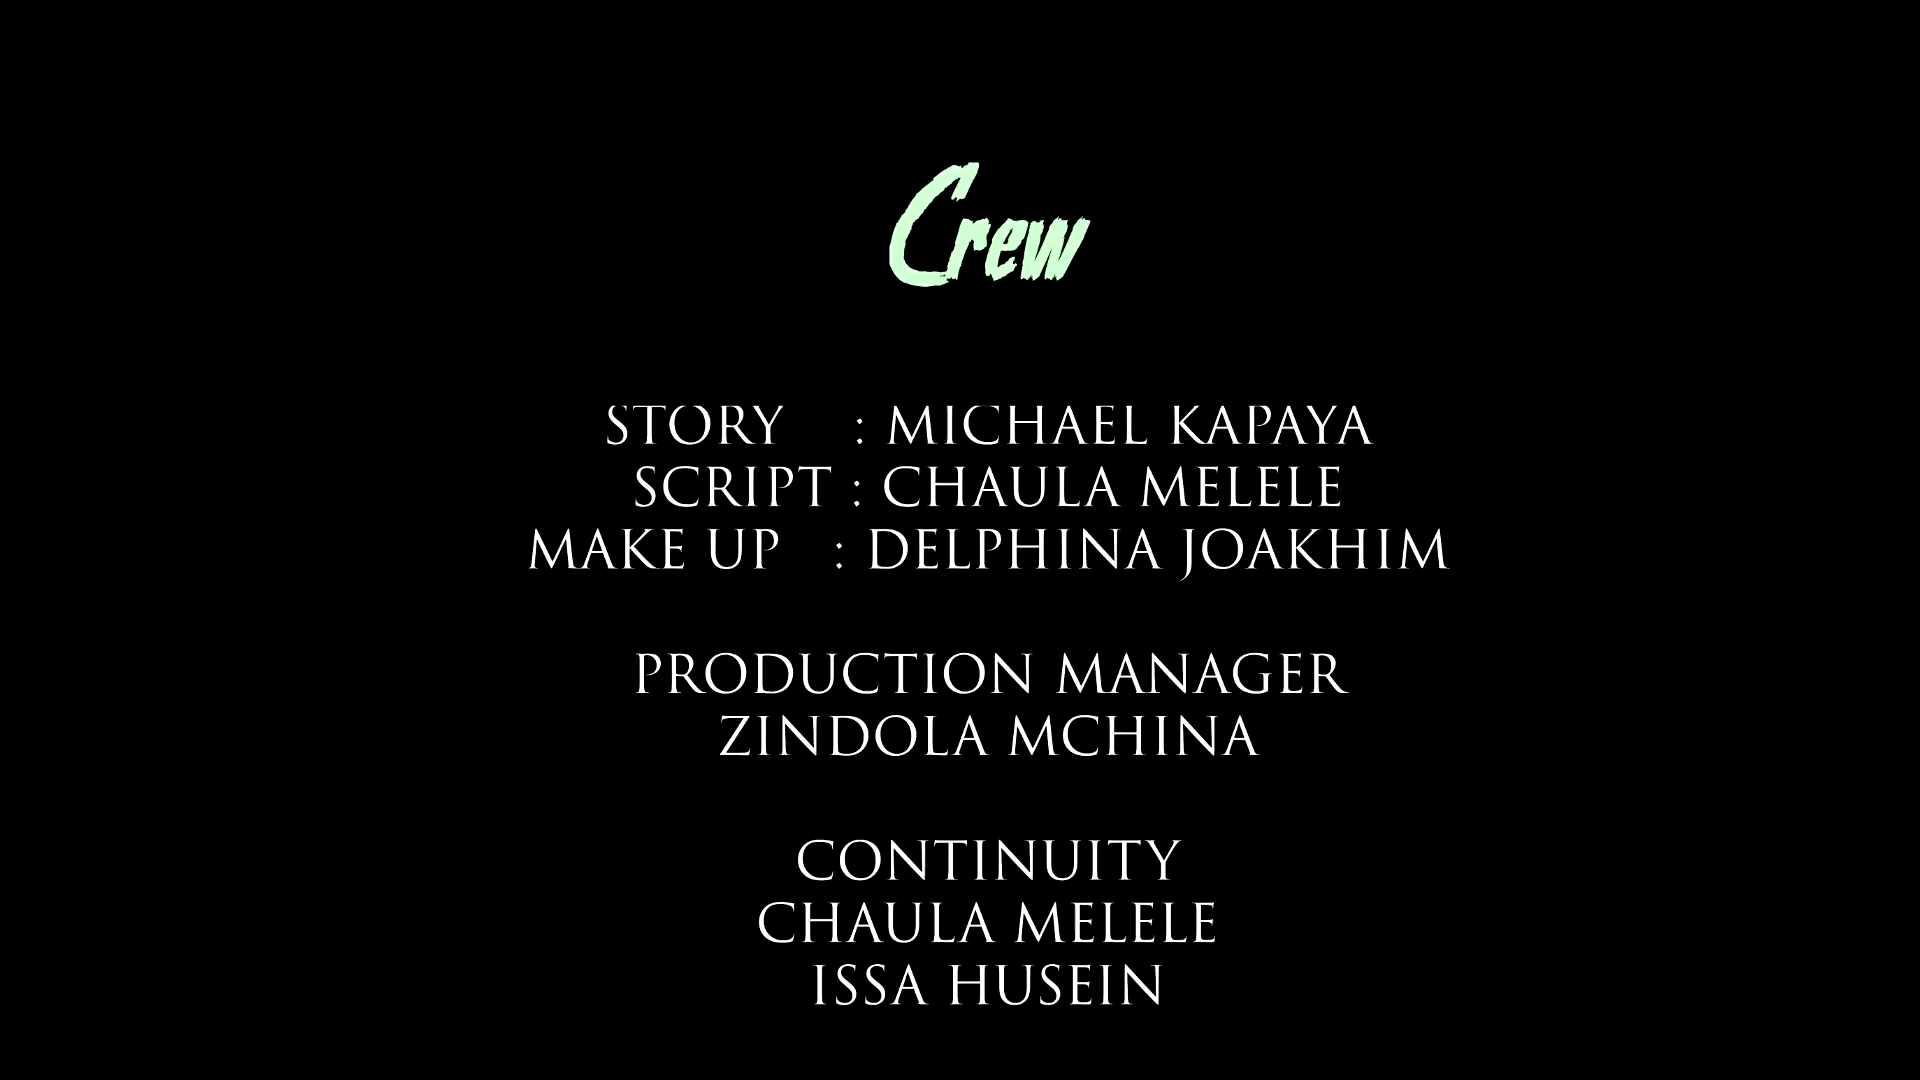 Crew
STORY : MICHAEL KAPAYA
SCRIPT : CHAULA MELELE
MAKE UP : DELPHINA JOAKHIM
PRODUCTION MANAGER
ZINDOLA MCHINA
CONTINUITY
CHAULA MELELE
ISSA HUSEIN